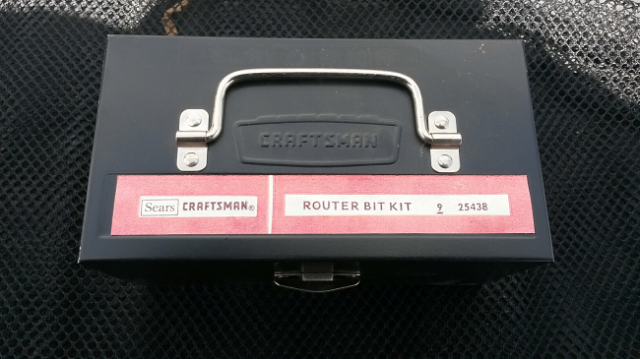 CRAFTSMAN
Sears CRAFTSMAN® ROUTER BIT KIT 9 25438